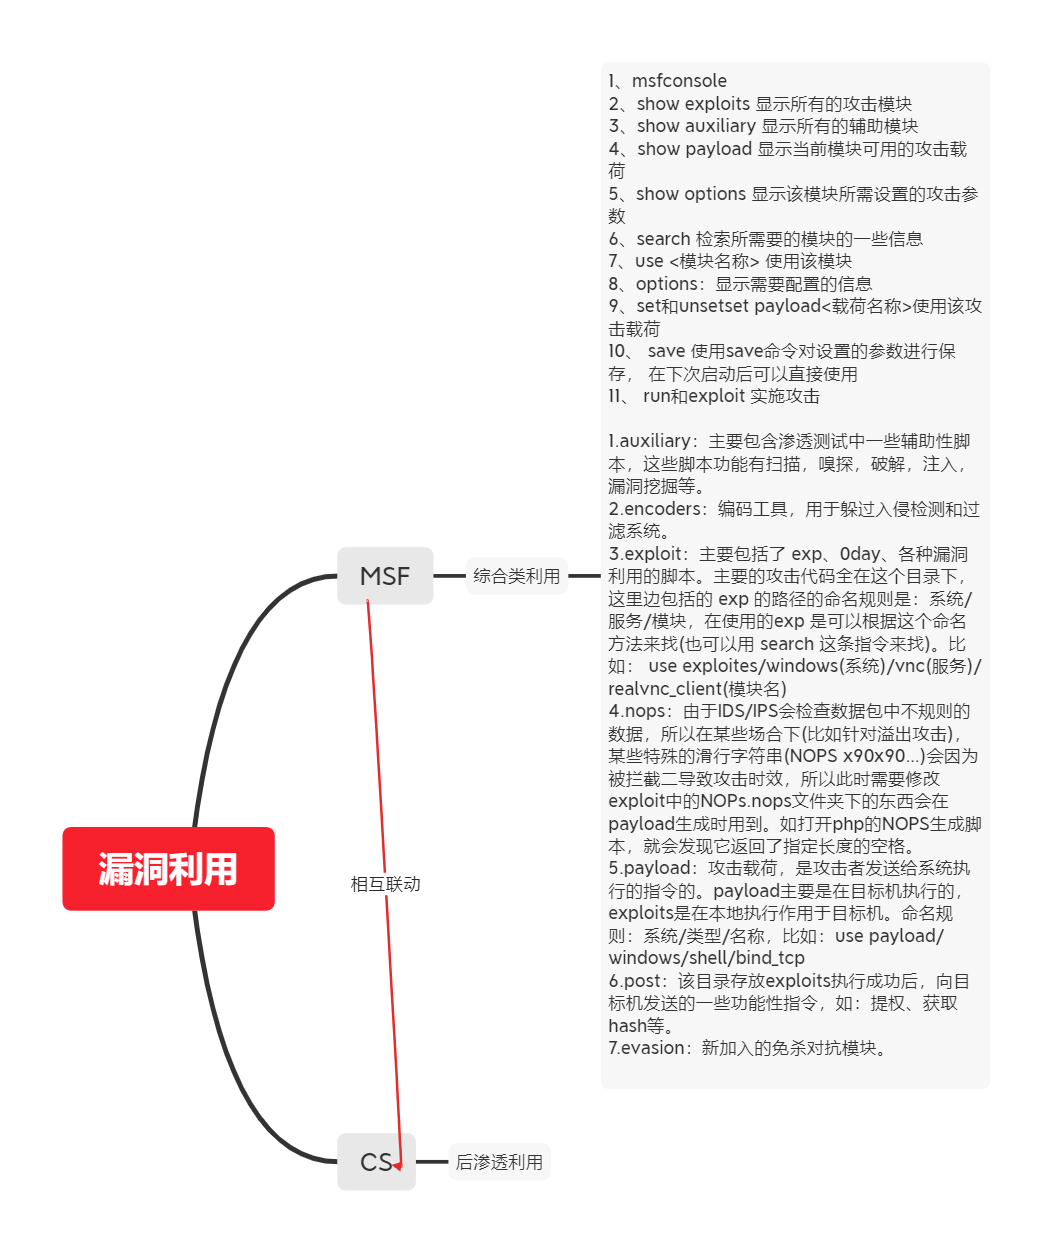 1、msfconsole
2、show exploits 显示所有的攻击模块
3、show auxiliary 显示所有的辅助模块
4、show payload 显示当前模块可用的攻击载
荷
5、show options 显示该模块所需设置的攻击参
数
6、search 检索所需要的模块的一些信息
7、use <模块名称> 使用该模块
8、options：显示需要配置的信息
9、set和unsetset payload<载荷名称>使用该攻
击载荷
10、 save 使用save命令对设置的参数进行保
存， 在下次启动后可以直接使用
11、 run和exploit 实施攻击
1.auxiliary：主要包含渗透测试中一些辅助性脚
本，这些脚本功能有扫描，嗅探，破解，注入，
漏洞挖掘等。
2.encoders：编码工具，用于躲过入侵检测和过
滤系统。
3.exploit：主要包括了 exp、0day、各种漏洞
利用的脚本。主要的攻击代码全在这个目录下，
这里边包括的 exp 的路径的命名规则是：系统/
服务/模块，在使用的exp 是可以根据这个命名
方法来找(也可以用 search 这条指令来找)。比
如： use exploites/windows(系统)/vnc(服务)/
realvnc_client(模块名)
4.nops：由于IDS/IPS会检查数据包中不规则的
数据，所以在某些场合下(比如针对溢出攻击)，
某些特殊的滑行字符串(NOPS x90x90...)会因为
被拦截二导致攻击时效，所以此时需要修改
exploit中的NOPs.nops文件夹下的东西会在
payload生成时用到。如打开php的NOPS生成脚
本，就会发现它返回了指定长度的空格。
5.payload：攻击载荷，是攻击者发送给系统执
行的指令的。payload主要是在目标机执行的，
exploits是在本地执行作用于目标机。命名规
则：系统/类型/名称，比如：use payload/
windows/shell/bind_tcp
6.post：该目录存放exploits执行成功后，向目
标机发送的一些功能性指令，如：提权、获取
hash等。
7.evasion：新加入的免杀对抗模块。
MSF
综合类利用
漏洞利用
相互联动
CS
后渗透利用